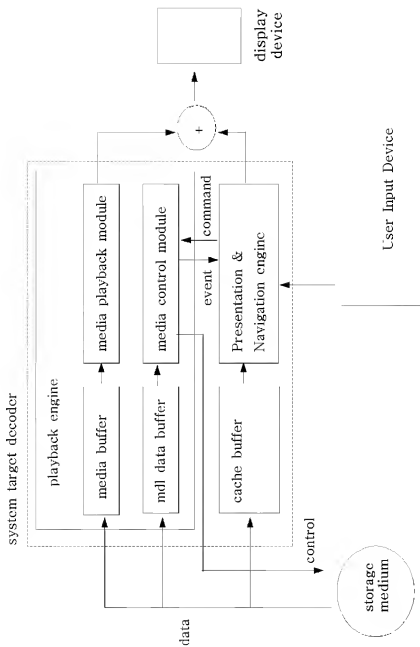 system target decoder
playback engine
media buffer
media playback module
mdl data buffer
media control module
event
command
cache buffer
Presentation &
Navigation engine
data
control
storage
medium
+
display
device
User Input Device